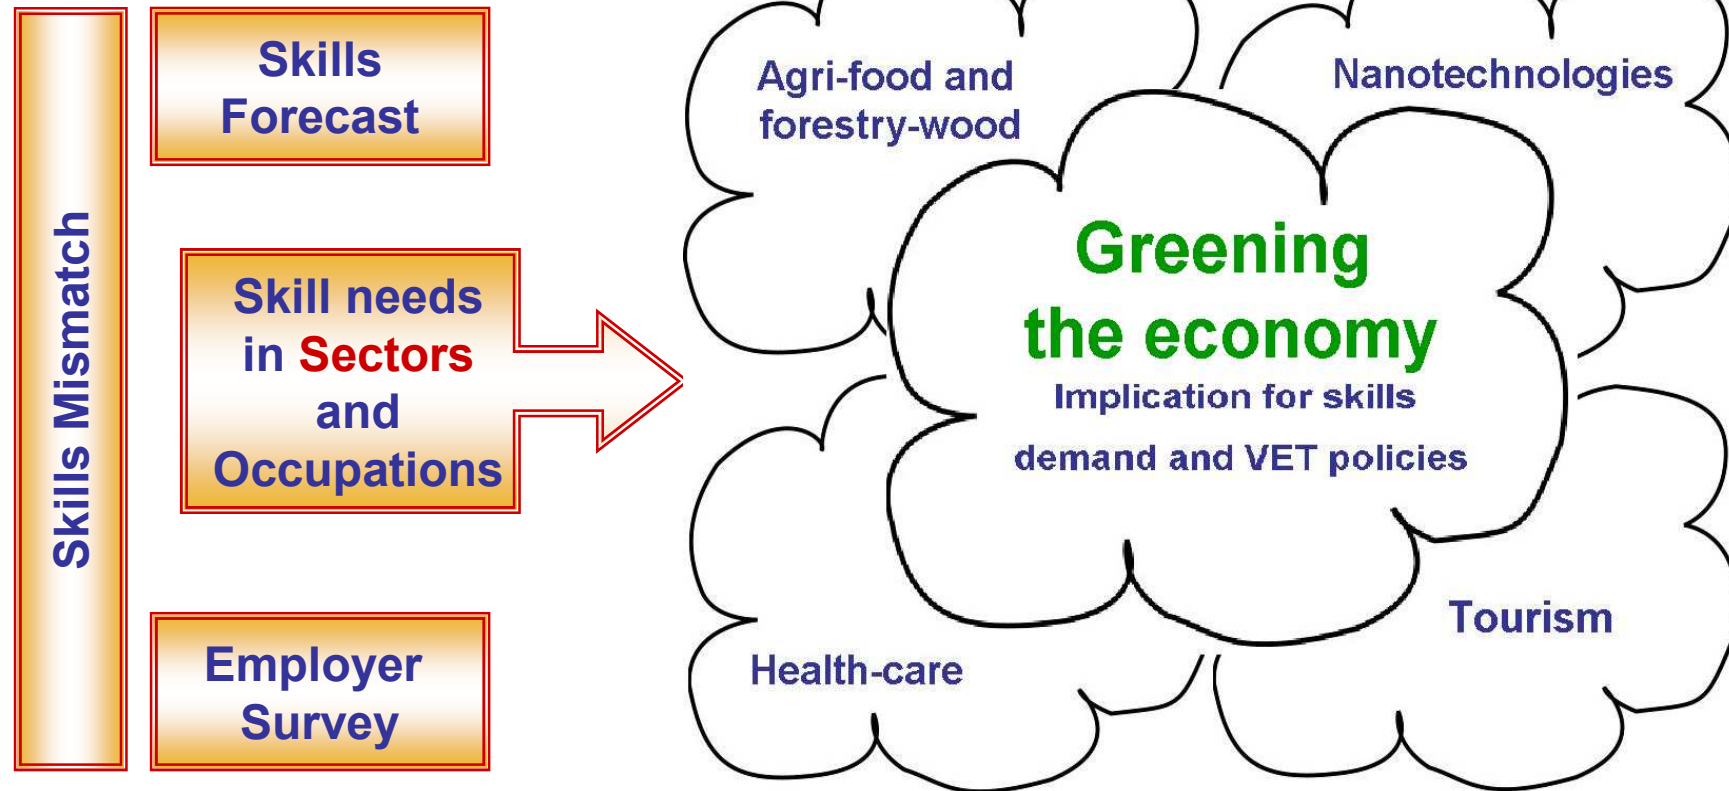 Skills Mismatch
Skills
Forecast
Skill needs
in Sectors
and
Occupations
Employer
Survey
Agri-food and
forestry-wood
Nanotechnologies
Greening
the economy
Implication for skills
demand and VET policies
Health-care
Tourism